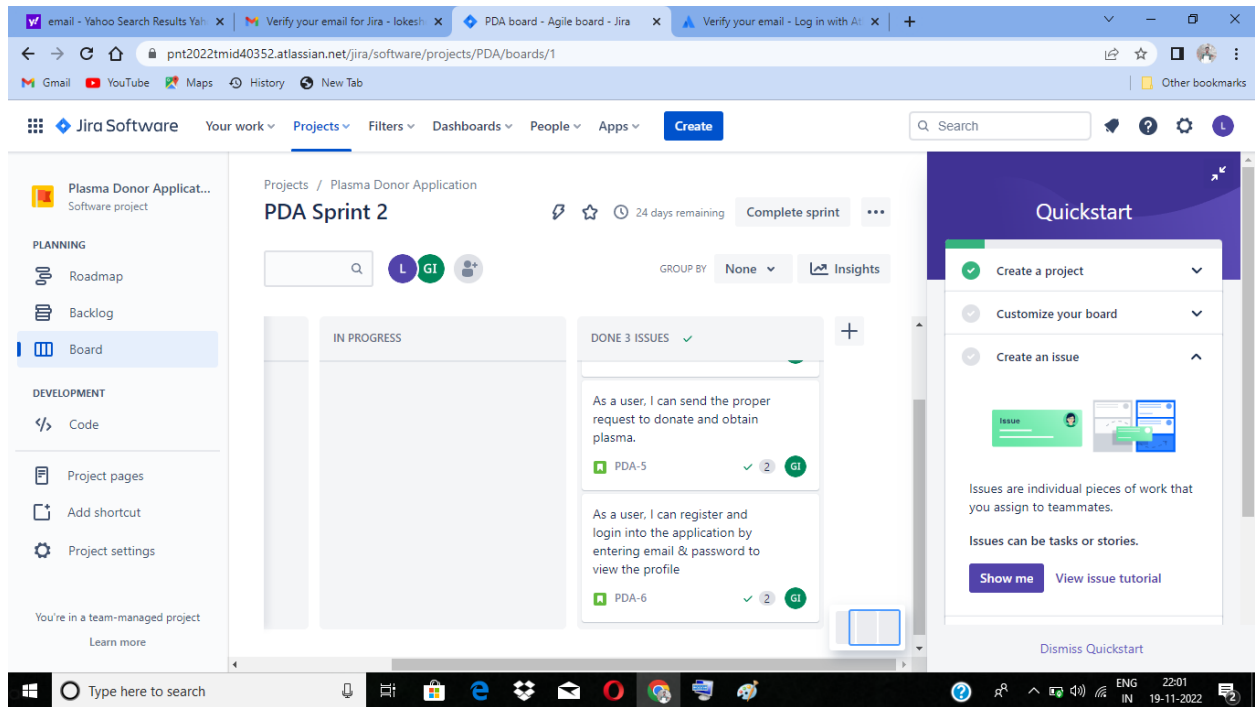 email - Yahoo Search Results Yah
Verify your email for Jira - lokesh
PDA board - Agile board - Jira
Verify your email - Log in with At
pnt2022tmid40352.atlassian.net/jira/software/projects/PDA/boards/1
Gmail YouTube Maps History New Tab Other bookmarks
Jira Software Your work Projects Filters Dashboards People Apps Create Search L
Plasma Donor Applicat...
Software project
PLANNING
Roadmap
Backlog
Board
DEVELOPMENT
Code
Project pages
Add shortcut
Project settings
You're in a team-managed project
Learn more
Projects / Plasma Donor Application
PDA Sprint 2
24 days remaining Complete sprint
L GI GROUP BY None Insights
IN PROGRESS
DONE 3 ISSUES
As a user, I can send the proper
request to donate and obtain
plasma.
PDA-5 2 GI
As a user, I can register and
login into the application by
entering email & password to
view the profile
PDA-6 2 GI
Quickstart
Create a project
Customize your board
Create an issue
Issue
Issues are individual pieces of work that
you assign to teammates.
Issues can be tasks or stories.
Show me View issue tutorial
Dismiss Quickstart
Type here to search
ENG
IN
22:01
19-11-2022
2